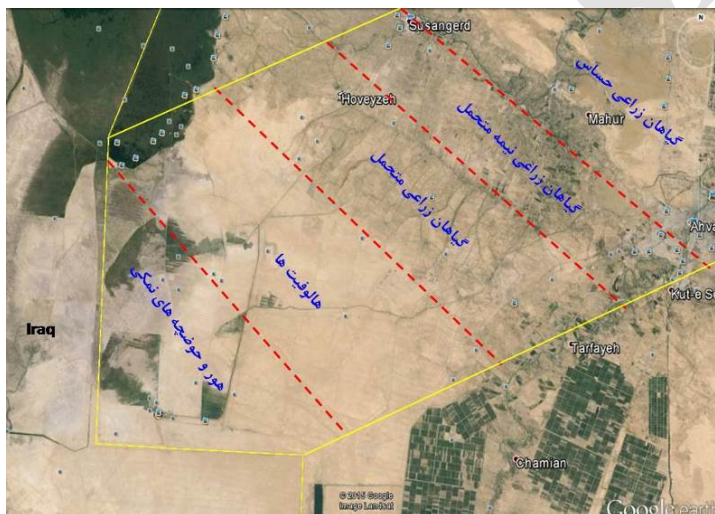 Susangerd
N
Hoveyzeh
گیاهان زراعی حساس
Mahur
گیاهان زراعی نیمه متحمل
گیاهان زراعی متحمل
Ahva
هالوفیت ها
Kut-e S
هور و حوضچه های نمکی
Iraq
Tarfayeh
Chamian
© 2015 Google
Image Landsat
Google earth